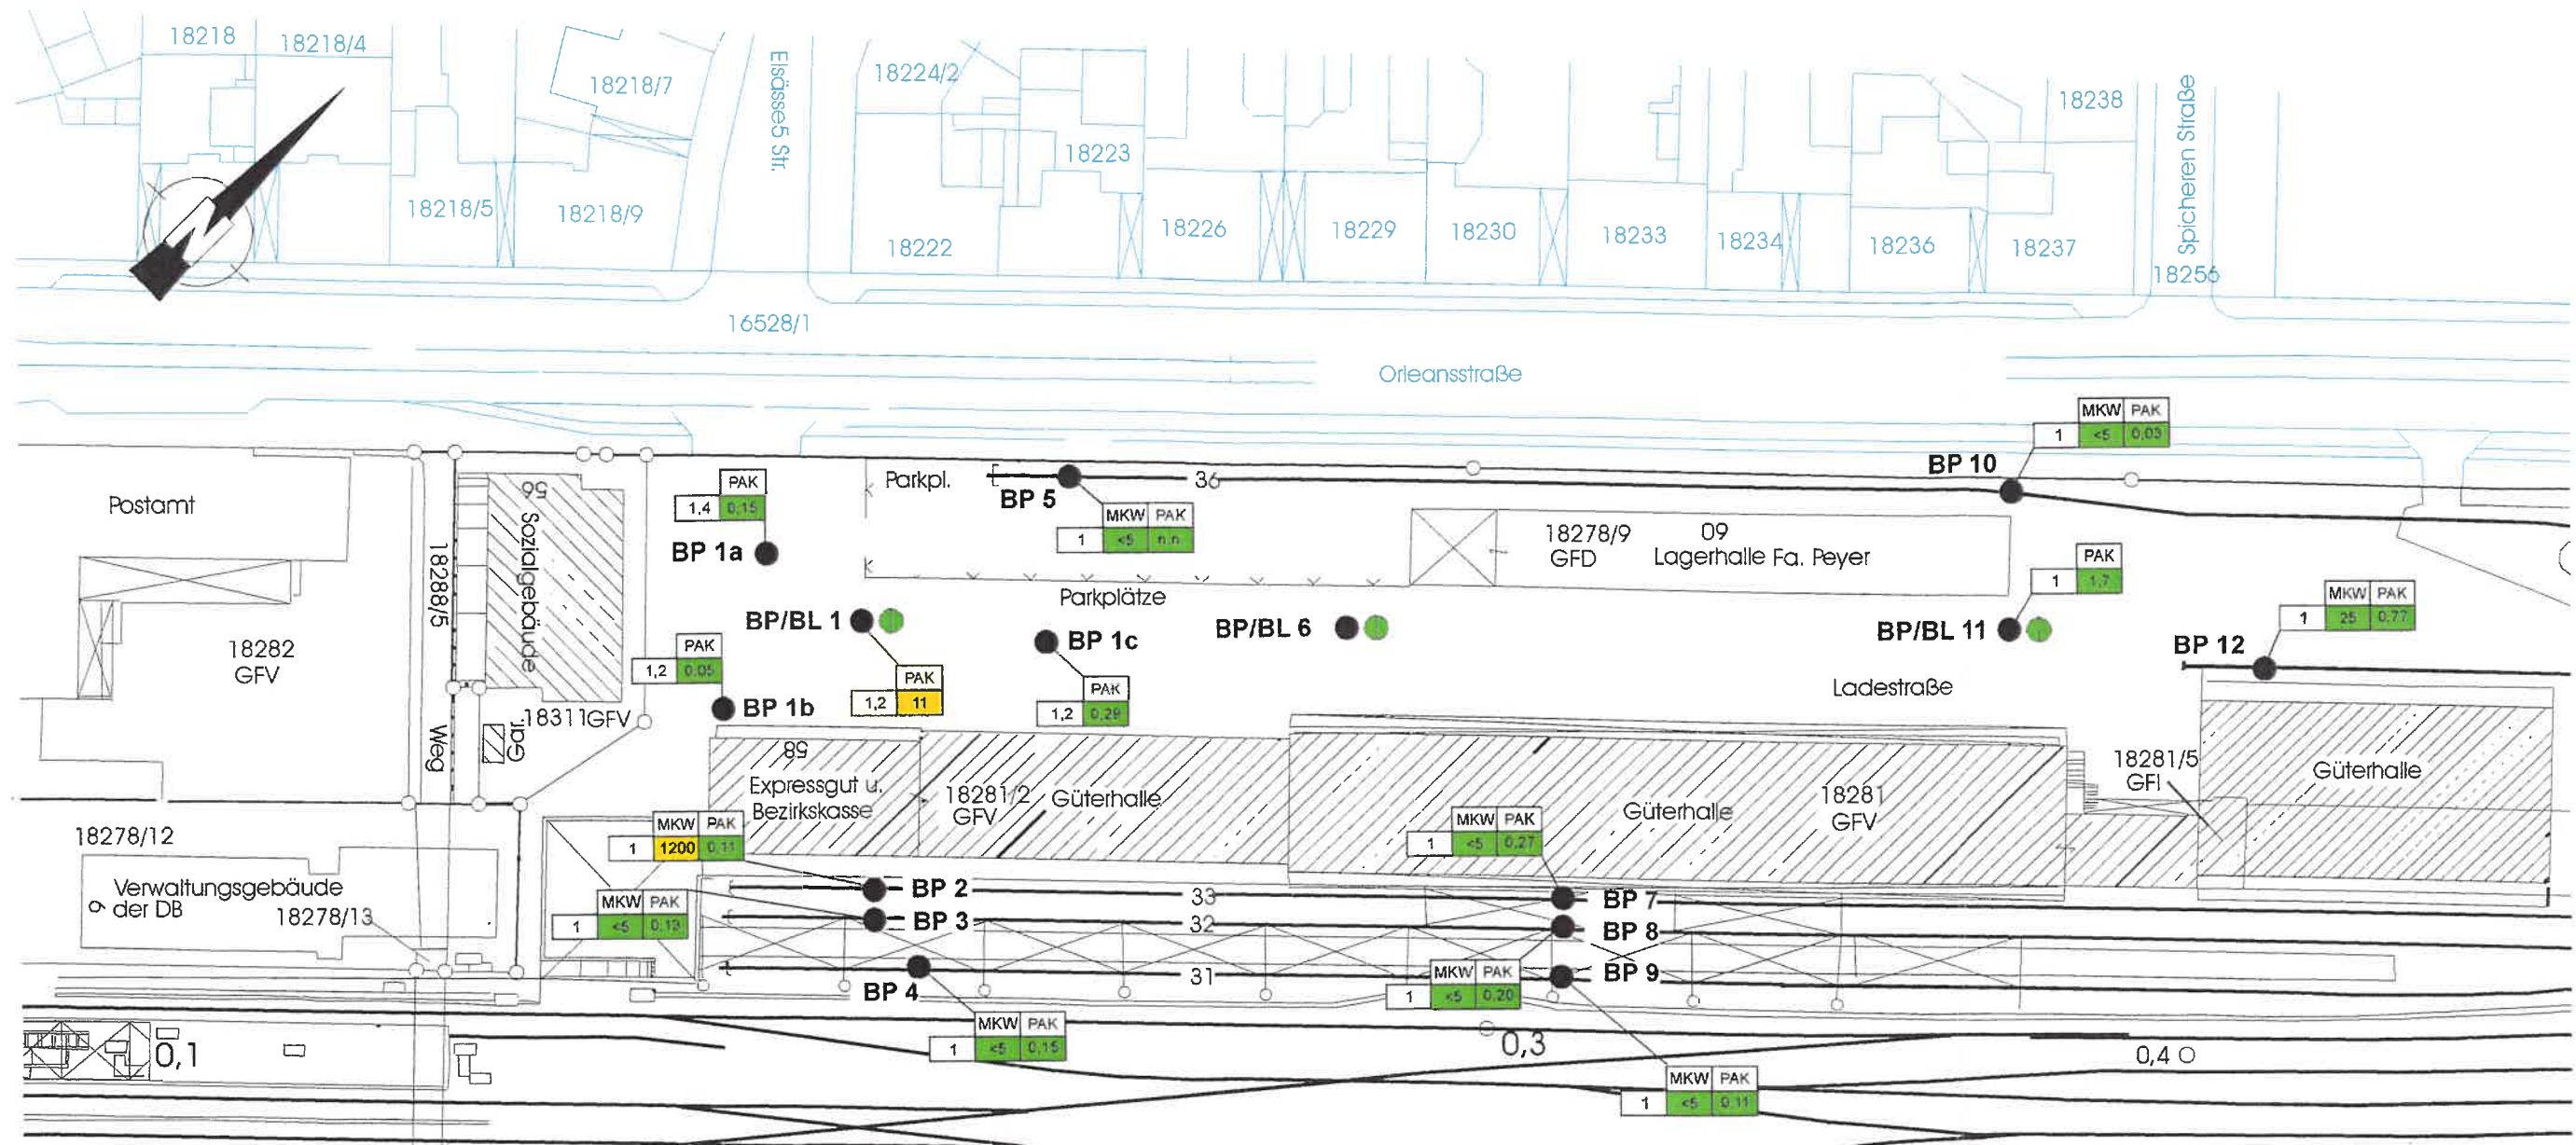 18218
18218/4
18218/7
18218/5
18218/9
Elsässe5 Str.
18224/2
18223
18222
18226
18229
18230
18233
18234
18236
18237
18238
Spicheren Straße
18256
16528/1
Orleansstraße
Postamt
18282
GFV
18288/5
Weg
56
Sozialgebäude
18311GFV
Gar.
PAK
1,4 0,15
BP 1a
Parkpl.
BP 5
36
MKW PAK
1 <5 n.n
BP 10
MKW PAK
1 <5 0,03
18278/9
GFD
09
Lagerhalle Fa. Peyer
Parkplätze
BP/BL 1
PAK
1,2 11
BP 1c
PAK
1,2 0,29
BP/BL 6
BP/BL 11
PAK
1 1,7
BP 12
MKW PAK
1 25 0,77
PAK
1,2 0,05
BP 1b
Ladestraße
58
Expressgut u.
Bezirkskasse
18281/2
GFV
Güterhalle
Güterhalle
18281
GFV
18281/5
GFI
Güterhalle
18278/12
Verwaltungsgebäude
der DB
6
18278/13
MKW PAK
1 1200 0,11
MKW PAK
1 <5 0,13
BP 2
BP 3
BP 4
33
32
31
MKW PAK
1 <5 0,27
BP 7
BP 8
BP 9
MKW PAK
1 <5 0,20
MKW PAK
1 <5 0,15
MKW PAK
1 <5 0,11
0,1
0,3
0,4